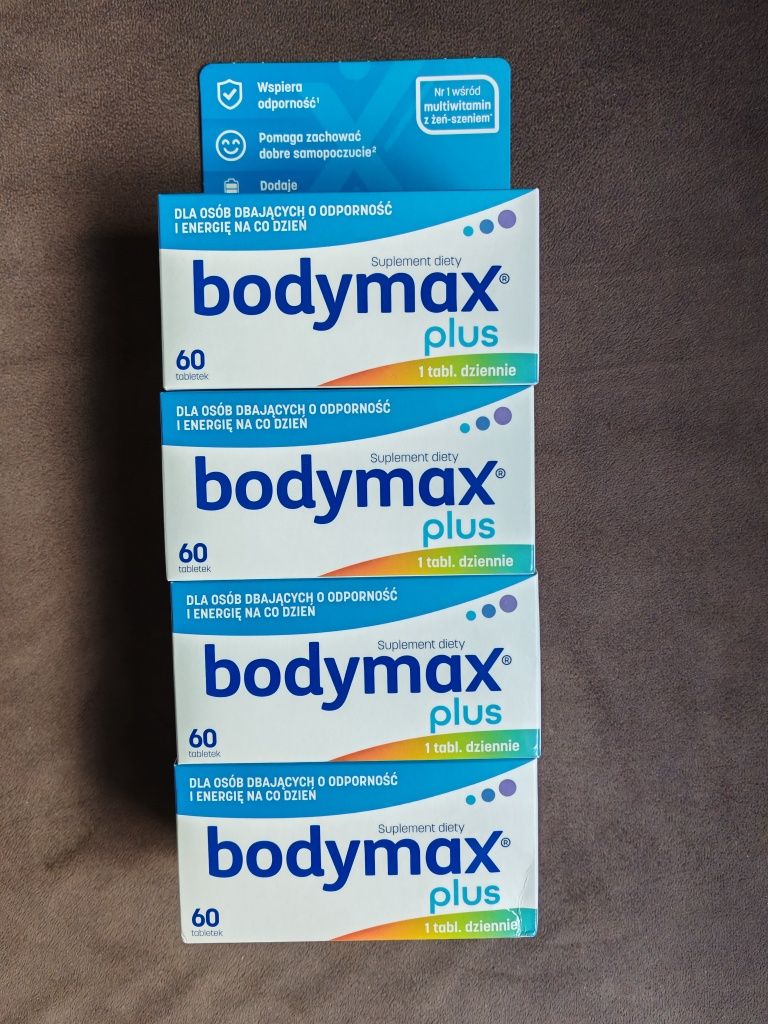 Wspiera
odporność¹
Nr 1 wśród
multiwitamin
z żeń-szeniem*
Pomaga zachować
dobre samopoczucie²
Dodaje
DLA OSÓB DBAJĄCYCH O ODPORNOŚĆ
I ENERGIĘ NA CO DZIEŃ
Suplement diety
bodymax®
plus
60
tabletek
1 tabl. dziennie
DLA OSÓB DBAJĄCYCH O ODPORNOŚĆ
I ENERGIĘ NA CO DZIEŃ
Suplement diety
bodymax®
plus
60
tabletek
1 tabl. dziennie
DLA OSÓB DBAJĄCYCH O ODPORNOŚĆ
I ENERGIĘ NA CO DZIEŃ
Suplement diety
bodymax®
plus
60
tabletek
1 tabl. dziennie
DLA OSÓB DBAJĄCYCH O ODPORNOŚĆ
I ENERGIĘ NA CO DZIEŃ
Suplement diety
bodymax®
plus
60
tabletek
1 tabl. dziennie